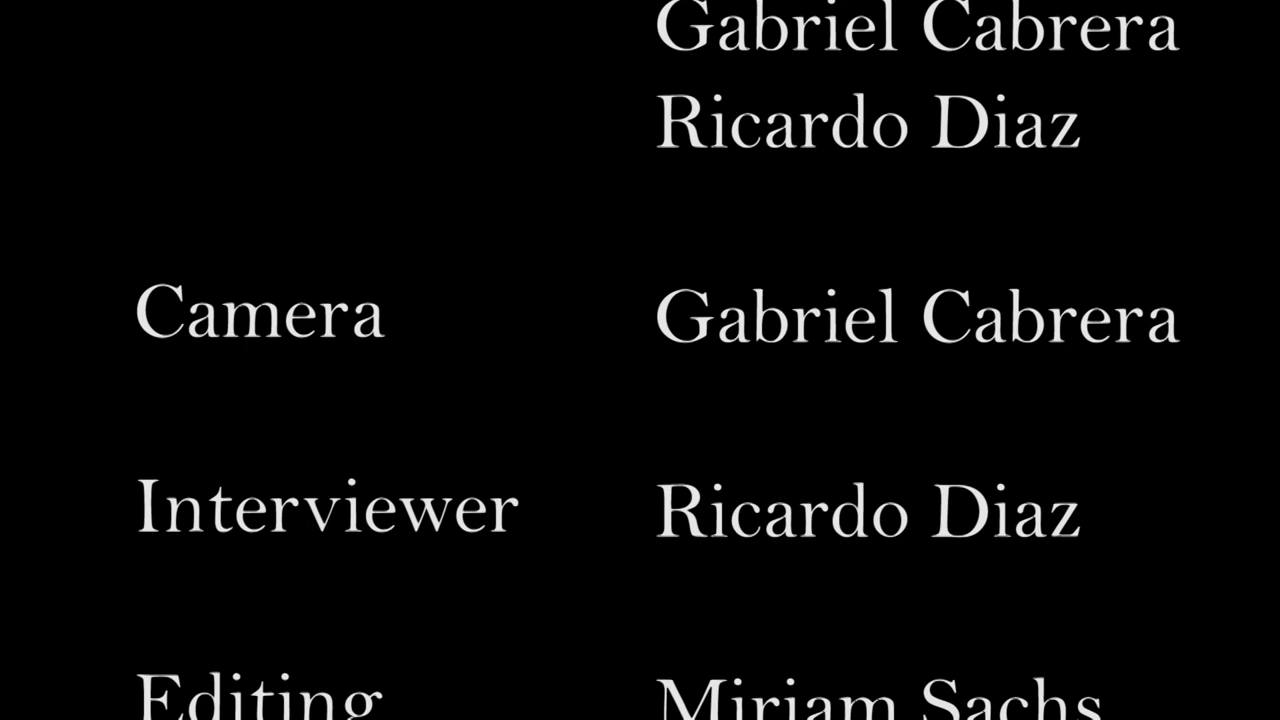 Gabriel Cabrera
Ricardo Diaz
Camera Gabriel Cabrera
Interviewer Ricardo Diaz
Editing Miriam Sachs